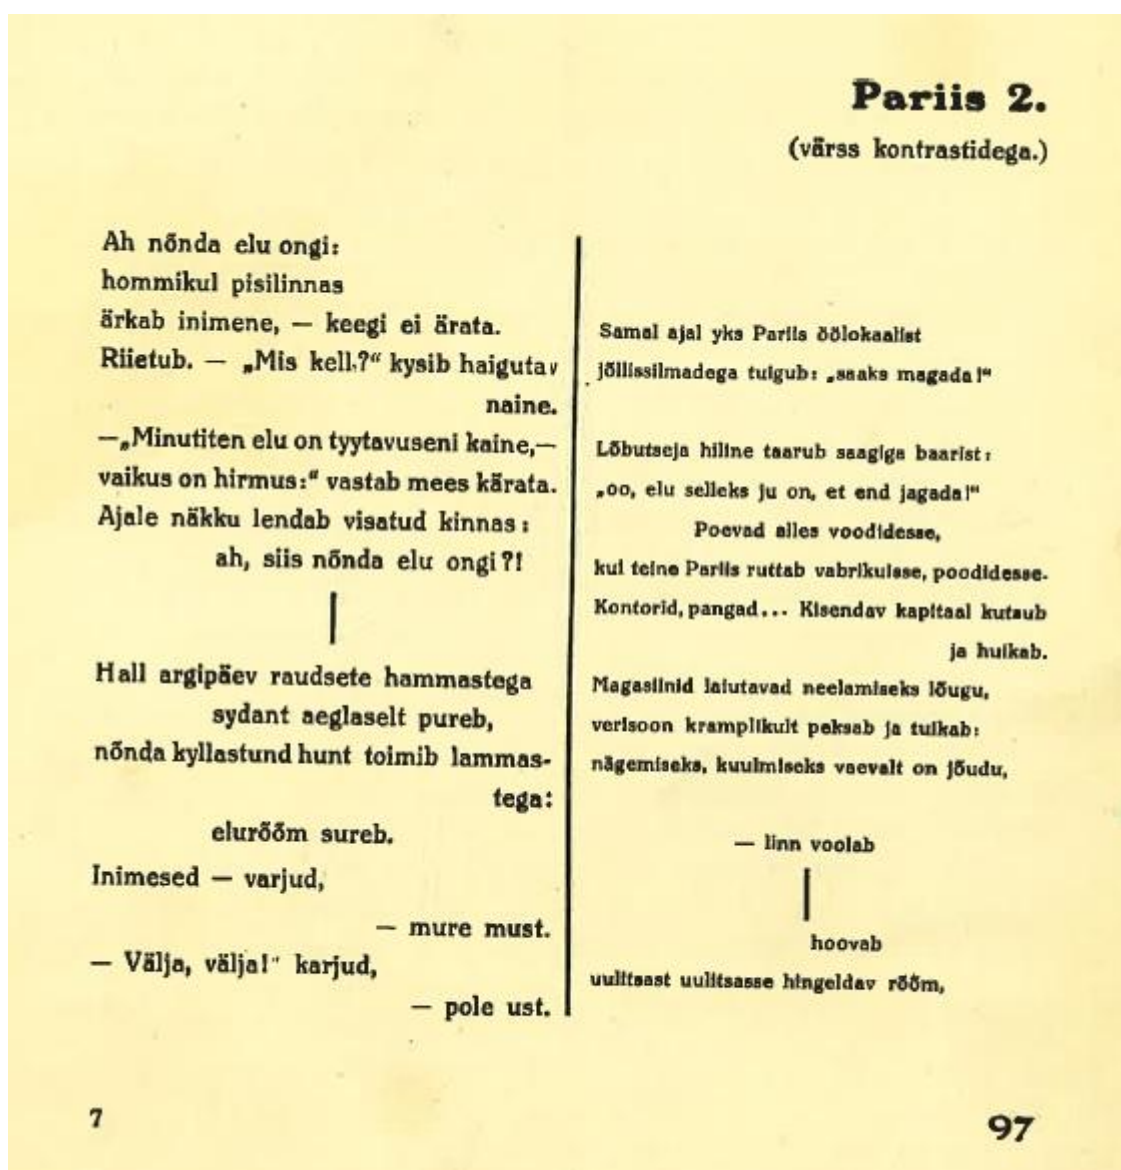 Pariis 2.
(värss kontrastidega.)
Ah nõnda elu ongi:
hommikul pisilinnas
ärkab inimene, — keegi ei ärata.
Riietub. — „Mis kell.?“ kysib haigutav
naine.
—„Minutiten elu on tyytavuseni kaine,—
vaikus on hirmus:“ vastab mees kärata.
Ajale näkku lendab visatud kinnas:
ah, siis nõnda elu ongi?!
Hall argipäev raudsete hammastega
sydant aeglaselt pureb,
nõnda kyllastund hunt toimib lammas-
tega:
elurõõm sureb.
Inimesed — varjud,
— mure must.
— Välja, välja!" karjud,
— pole ust.
Samal ajal yks Pariis öölokaalist
jõllissilmadega tuigub: „saaks magada!“
Lõbutseja hiline taarub saagiga baarist:
„oo, elu selleks ju on, et end jagada!“
Poevad alles voodidesse,
kui teine Pariis ruttab vabrikuisse, poodidesse.
Kontorid, pangad... Kisendav kapitaal kutsub
ja huikab.
Magasiinid laiutavad neelamiseks lõugu,
verisoon kramplikult peksab ja tuikab:
nägemiseks, kuulmiseks vaevalt on jõudu,
— linn voolab
hoovab
uulitsast uulitsasse hingeldav rõõm,
7
97